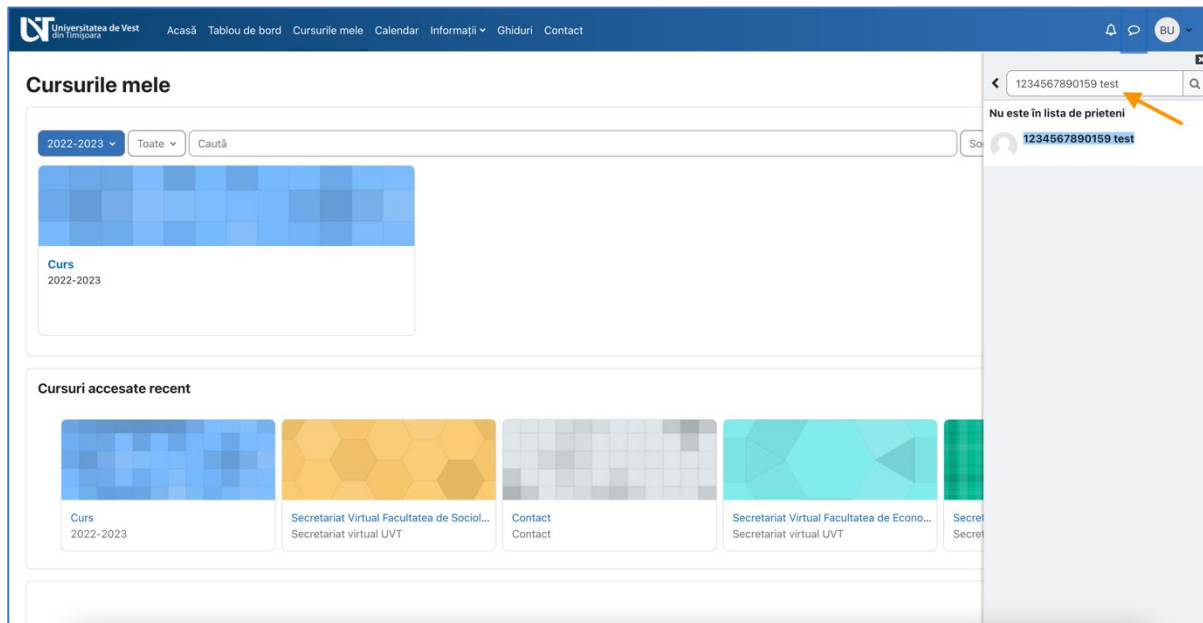 Universitatea de Vest
din Timișoara
Acasă Tablou de bord Cursurile mele Calendar Informații Ghiduri Contact
BU
Cursurile mele
1234567890159 test
Nu este în lista de prieteni
1234567890159 test
2022-2023 Toate Caută
Curs
2022-2023
Cursuri accesate recent
Curs
2022-2023
Secretariat Virtual Facultatea de Sociol...
Secretariat virtual UVT
Contact
Contact
Secretariat Virtual Facultatea de Econo...
Secretariat virtual UVT